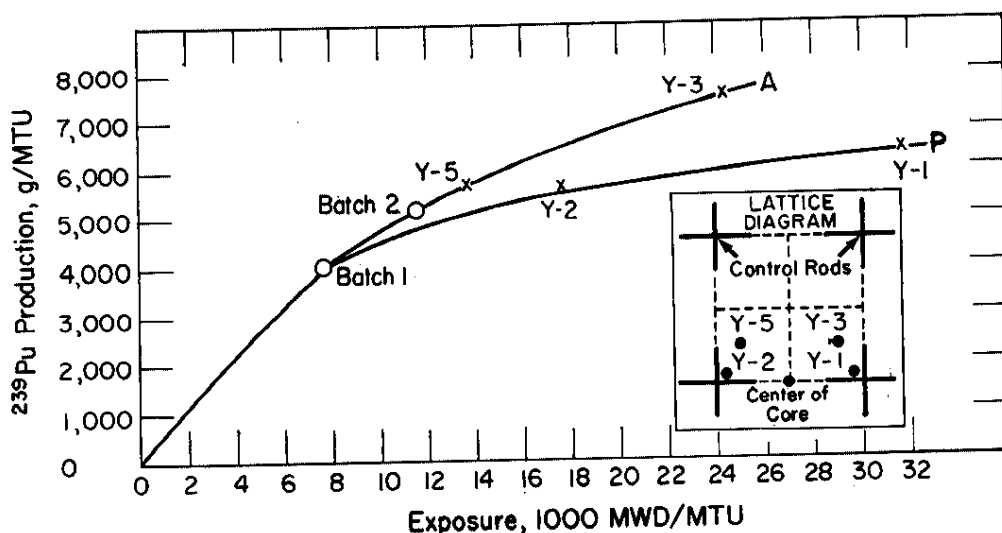 ²³⁹Pu Production, g/MTU
8,000
7,000
6,000
5,000
4,000
3,000
2,000
1,000
0
Y-3
A
Y-5
P
Y-1
Batch 2
Y-2
Batch 1
LATTICE
DIAGRAM
Control Rods
Y-5 Y-3
Y-2 Y-1
Center of
Core
0 2 4 6 8 10 12 14 16 18 20 22 24 26 28 30 32
Exposure, 1000 MWD/MTU